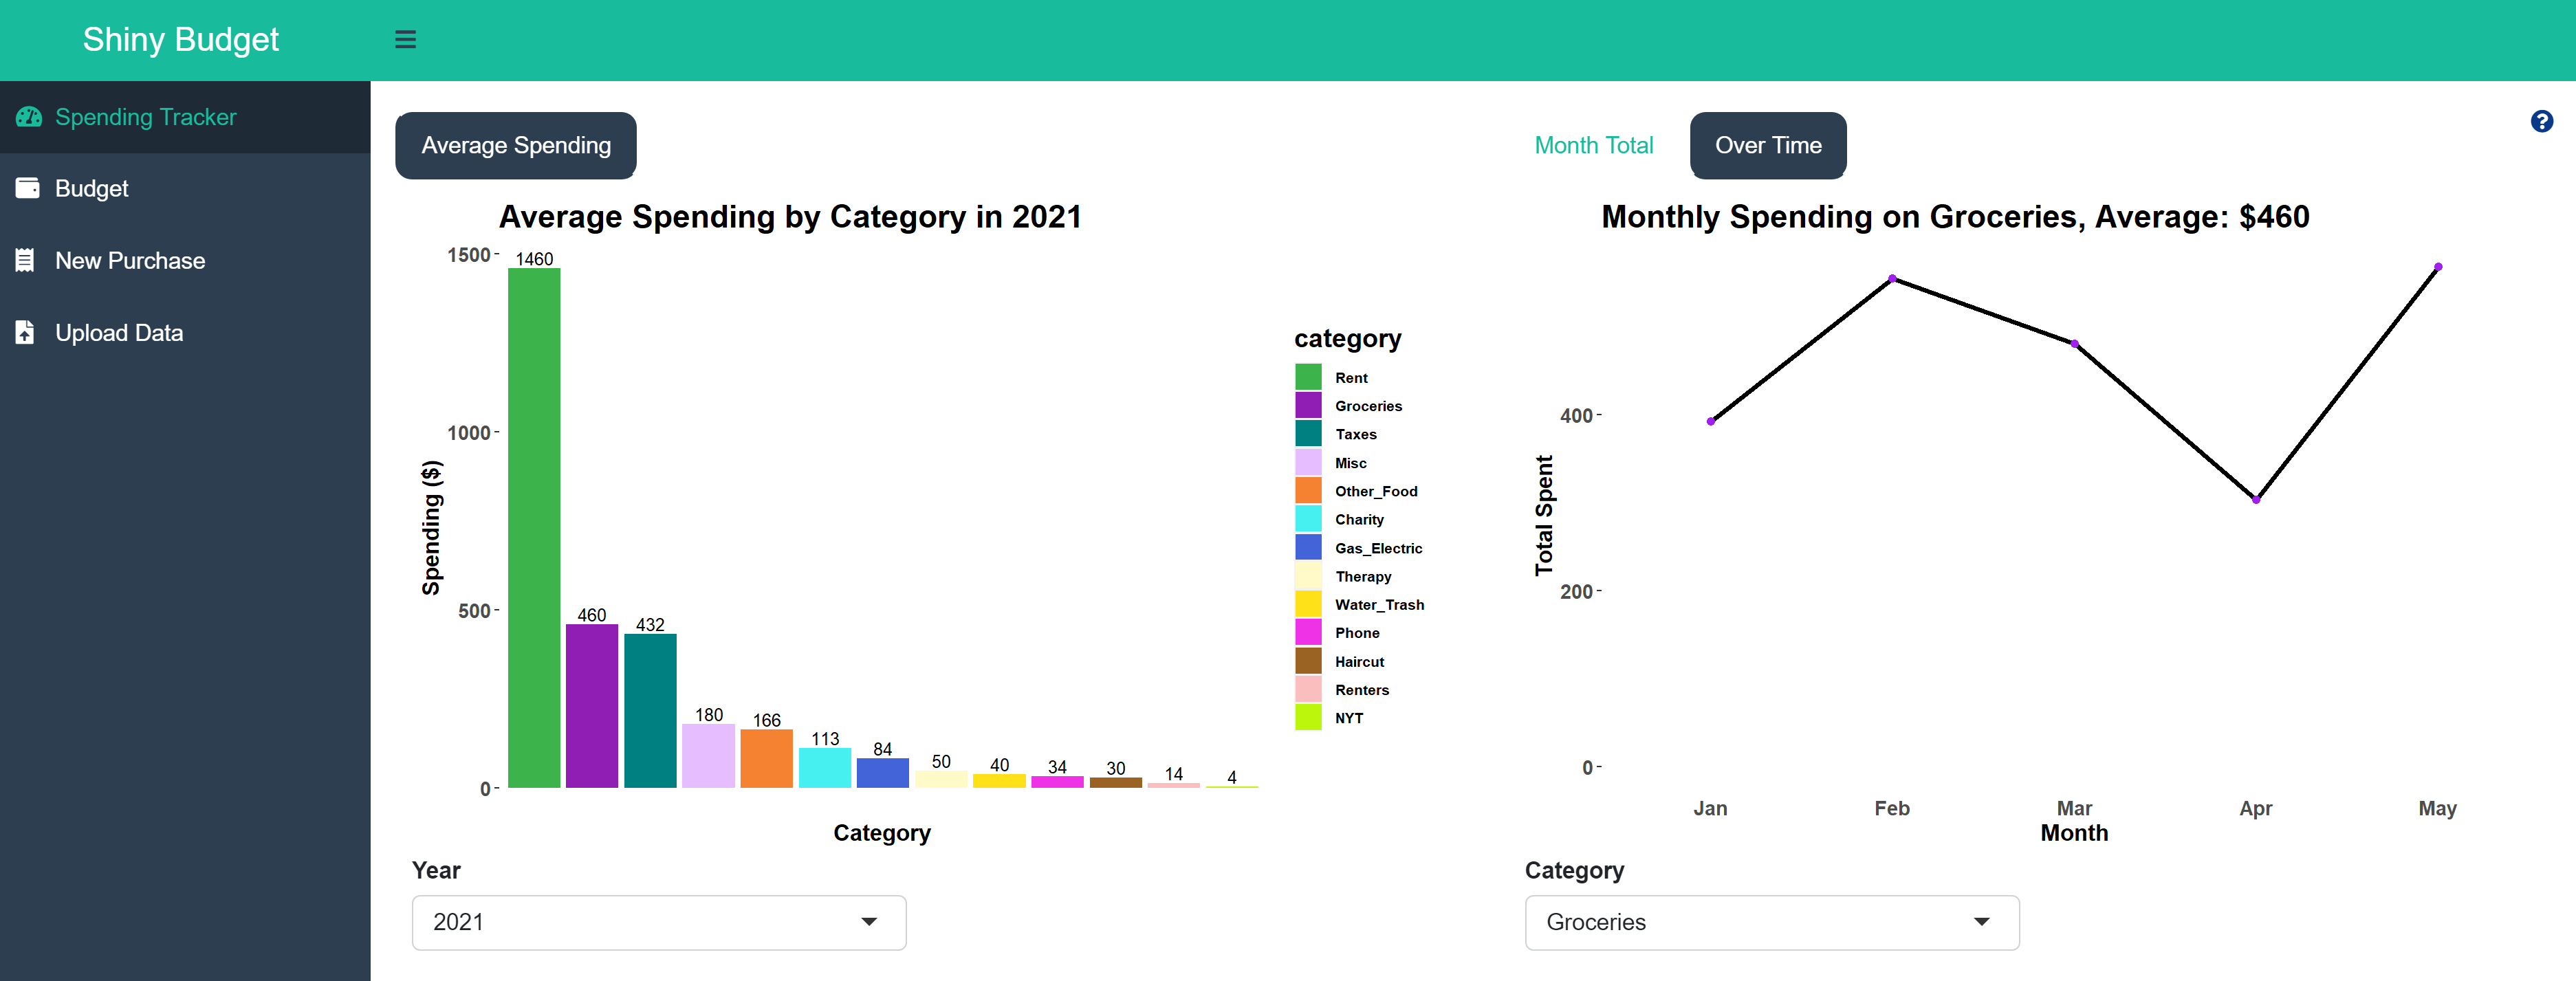 Shiny Budget
Spending Tracker
Budget
New Purchase
Upload Data
Average Spending
Average Spending by Category in 2021
Spending ($)
1500
1000
500
0
1460
460
432
180
166
113
84
50
40
34
30
14
4
Category
category
Rent
Groceries
Taxes
Misc
Other_Food
Charity
Gas_Electric
Therapy
Water_Trash
Phone
Haircut
Renters
NYT
Year
2021
Month Total
Over Time
?
Monthly Spending on Groceries, Average: $460
Total Spent
400
200
0
Jan Feb Mar Apr May
Month
Category
Groceries